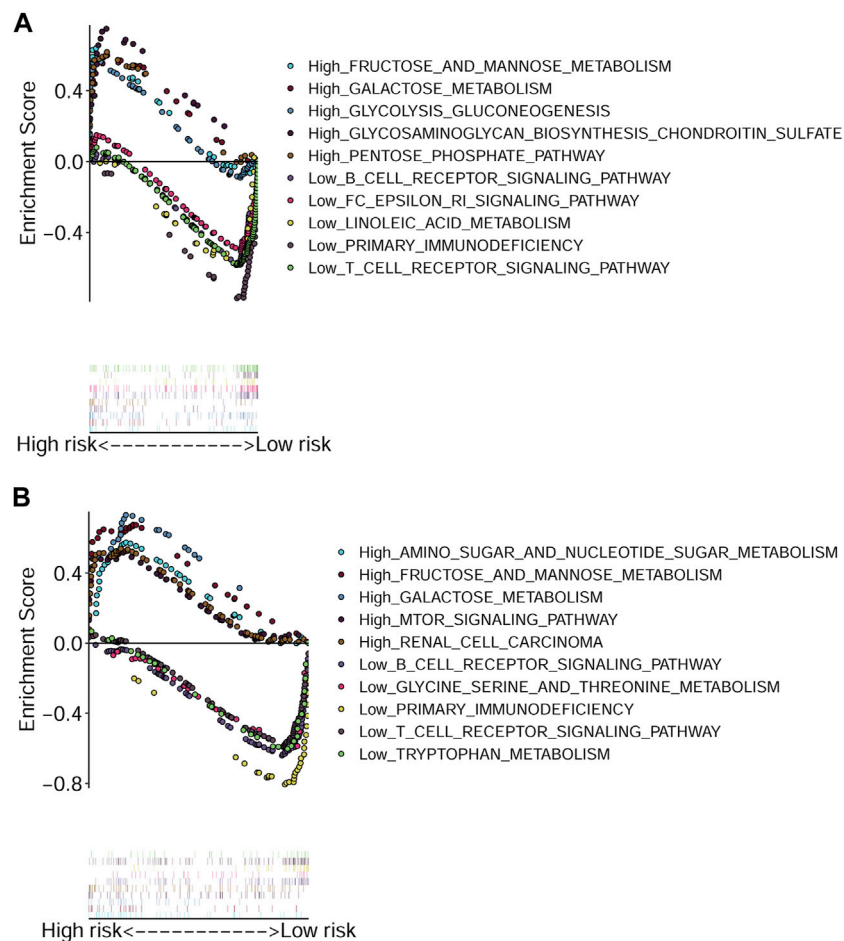 A
Enrichment Score
0.4
0.0
−0.4
High_FRUCTOSE_AND_MANNOSE_METABOLISM
High_GALACTOSE_METABOLISM
High_GLYCOLYSIS_GLUCONEOGENESIS
High_GLYCOSAMINOGLYCAN_BIOSYNTHESIS_CHONDROITIN_SULFATE
High_PENTOSE_PHOSPHATE_PATHWAY
Low_B_CELL_RECEPTOR_SIGNALING_PATHWAY
Low_FC_EPSILON_RI_SIGNALING_PATHWAY
Low_LINOLEIC_ACID_METABOLISM
Low_PRIMARY_IMMUNODEFICIENCY
Low_T_CELL_RECEPTOR_SIGNALING_PATHWAY
High risk<----------->Low risk
B
Enrichment Score
0.4
0.0
−0.4
−0.8
High_AMINO_SUGAR_AND_NUCLEOTIDE_SUGAR_METABOLISM
High_FRUCTOSE_AND_MANNOSE_METABOLISM
High_GALACTOSE_METABOLISM
High_MTOR_SIGNALING_PATHWAY
High_RENAL_CELL_CARCINOMA
Low_B_CELL_RECEPTOR_SIGNALING_PATHWAY
Low_GLYCINE_SERINE_AND_THREONINE_METABOLISM
Low_PRIMARY_IMMUNODEFICIENCY
Low_T_CELL_RECEPTOR_SIGNALING_PATHWAY
Low_TRYPTOPHAN_METABOLISM
High risk<----------->Low risk